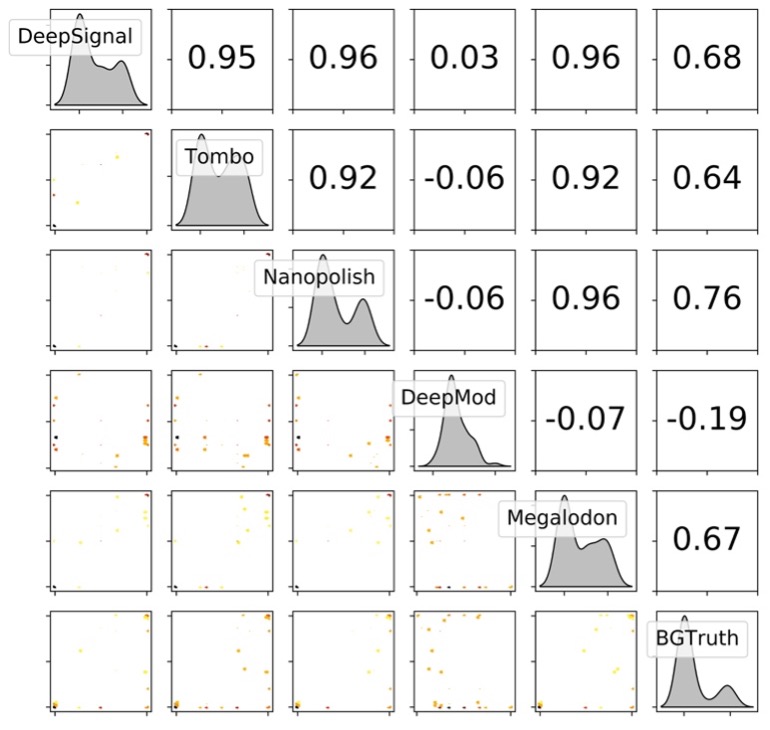 DeepSignal 0.95 0.96 0.03 0.96 0.68
Tombo 0.92 -0.06 0.92 0.64
Nanopolish -0.06 0.96 0.76
DeepMod -0.07 -0.19
Megalodon 0.67
BGTruth